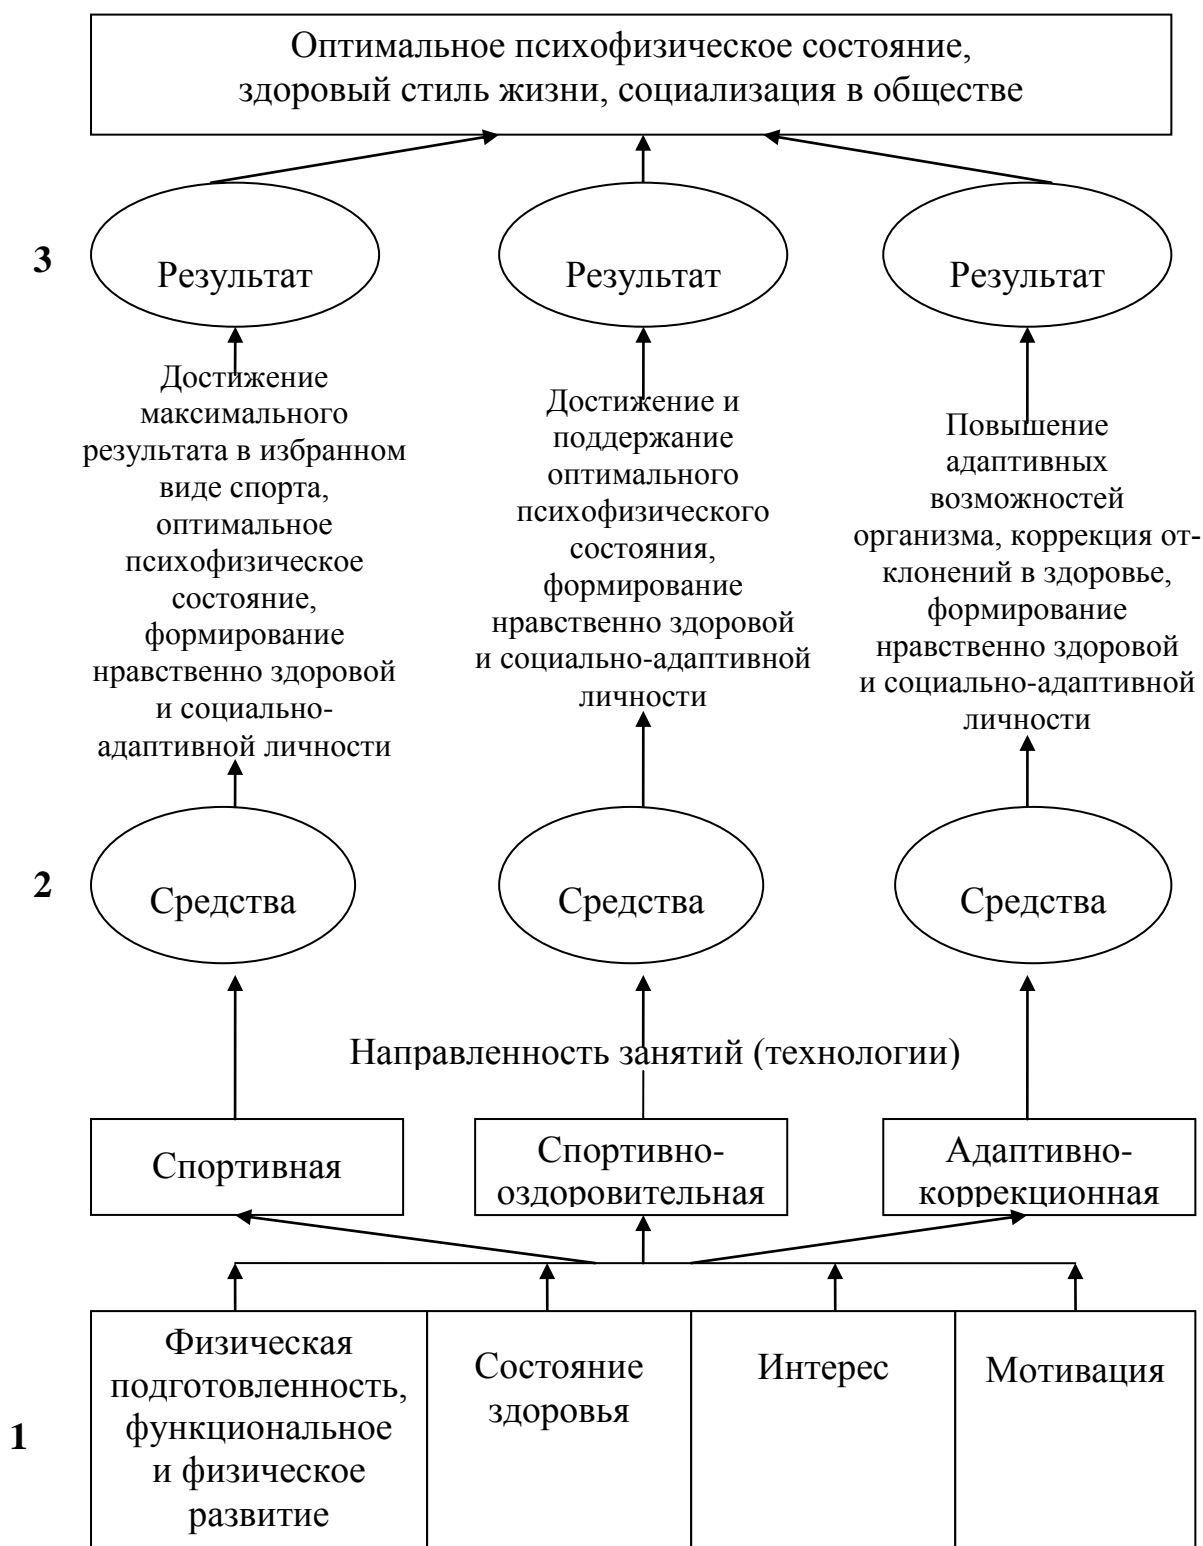 Оптимальное психофизическое состояние,
здоровый стиль жизни, социализация в обществе
3
Результат
Результат
Результат
Достижение
максимального
результата в избранном
виде спорта,
оптимальное
психофизическое
состояние,
формирование
нравственно здоровой
и социально-
адаптивной личности
Достижение и
поддержание
оптимального
психофизического
состояния,
формирование
нравственно здоровой
и социально-адаптивной
личности
Повышение
адаптивных
возможностей
организма, коррекция от-
клонений в здоровье,
формирование
нравственно здоровой
и социально-адаптивной
личности
2
Средства
Средства
Средства
Направленность занятий (технологии)
Спортивная
Спортивно-
оздоровительная
Адаптивно-
коррекционная
1
Физическая
подготовленность,
функциональное
и физическое
развитие
Состояние
здоровья
Интерес
Мотивация